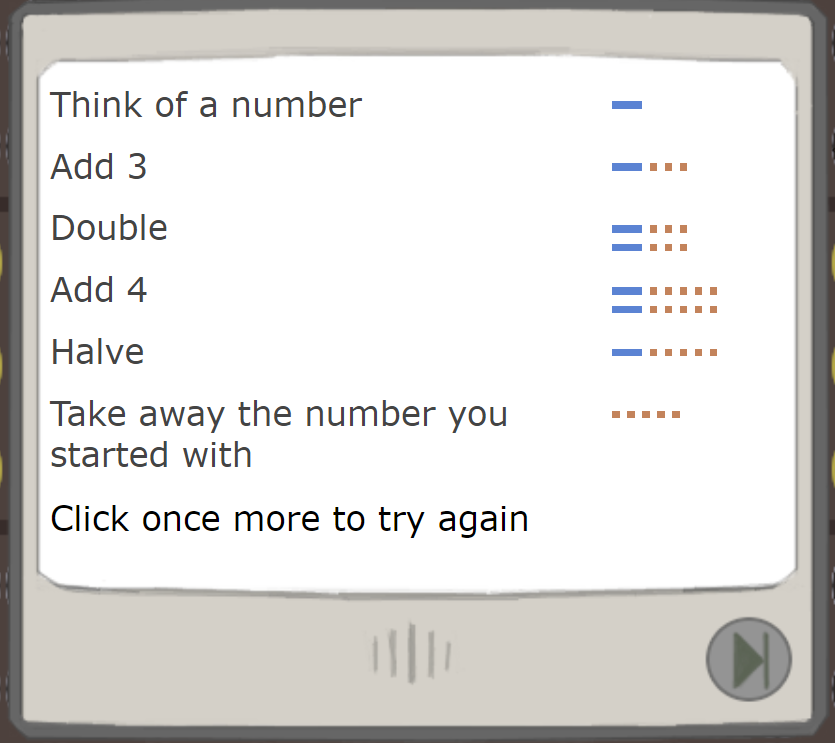 Think of a number
Add 3
Double
Add 4
Halve
Take away the number you
started with
Click once more to try again